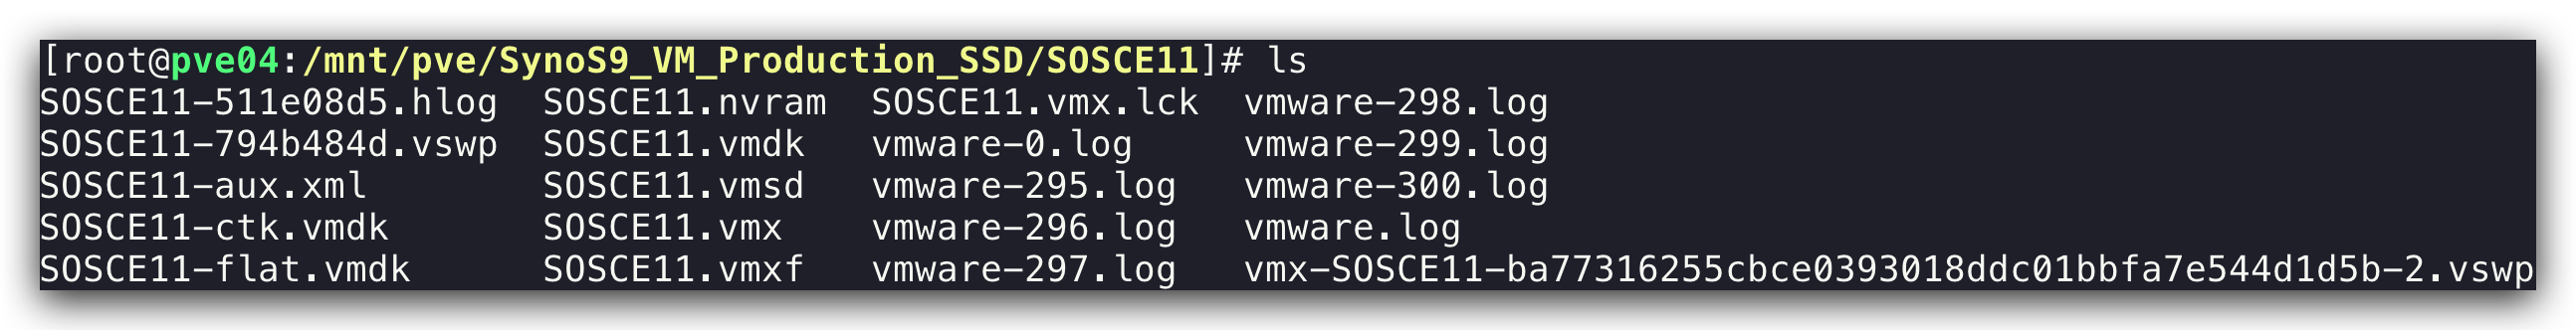 [root@pve04:/mnt/pve/SynoS9_VM_Production_SSD/SOSCE11]# ls
SOSCE11-511e08d5.hlog  SOSCE11.nvram  SOSCE11.vmx.lck  vmware-298.log
SOSCE11-794b484d.vswp  SOSCE11.vmdk   vmware-0.log     vmware-299.log
SOSCE11-aux.xml        SOSCE11.vmsd   vmware-295.log   vmware-300.log
SOSCE11-ctk.vmdk       SOSCE11.vmx    vmware-296.log   vmware.log
SOSCE11-flat.vmdk      SOSCE11.vmxf   vmware-297.log   vmx-SOSCE11-ba77316255cbce0393018ddc01bbfa7e544d1d5b-2.vswp